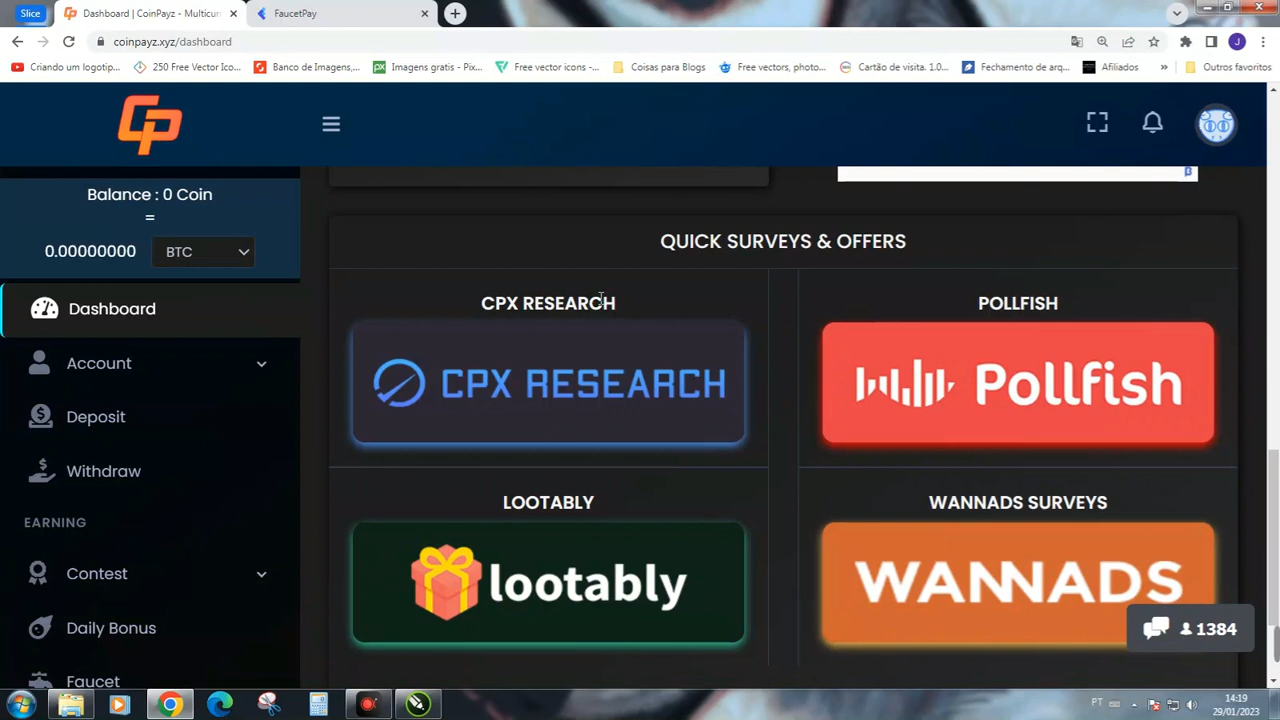 Slice
Dashboard | CoinPayz - Multicurr
FaucetPay
coinpayz.xyz/dashboard
J
Criando um logotip...
250 Free Vector Ico...
Banco de Imagens,...
Imagens gratis - Pix...
Free vector icons -...
Coisas para Blogs
Free vectors, photo...
Cartão de visita. 1.0...
Fechamento de arq...
Afiliados
»
Outros favoritos
CP
Balance : 0 Coin
=
0.00000000 BTC
Dashboard
Account
Deposit
Withdraw
EARNING
Contest
Daily Bonus
Faucet
QUICK SURVEYS & OFFERS
CPX RESEARCH
CPX RESEARCH
POLLFISH
Pollfish
LOOTABLY
lootably
WANNADS SURVEYS
WANNADS
1384
PT
14:19
29/01/2023